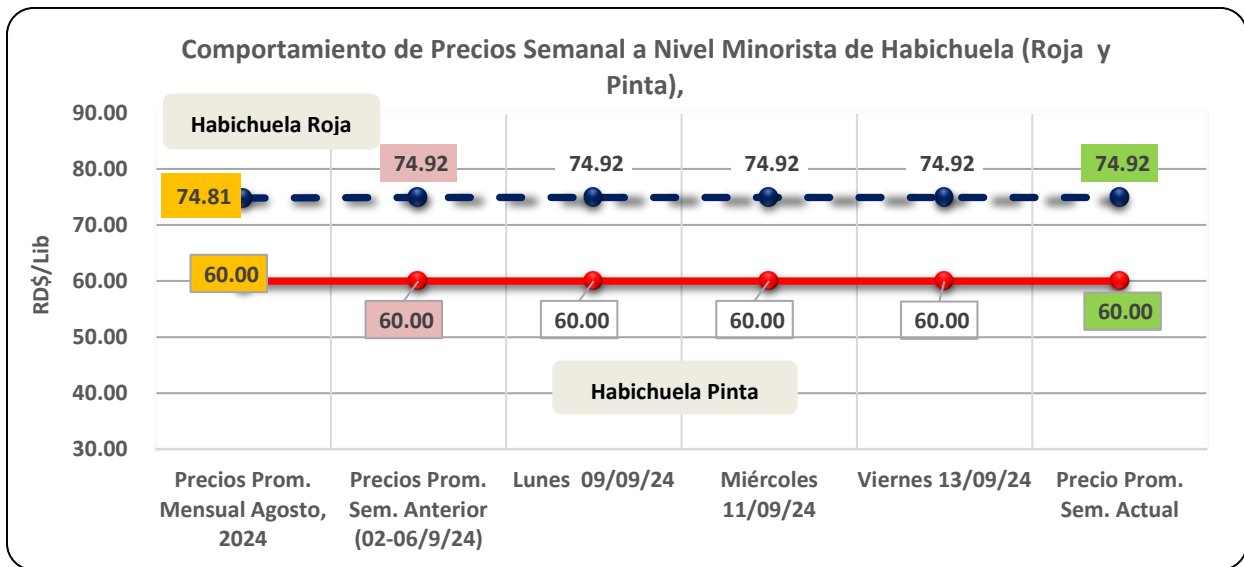 Comportamiento de Precios Semanal a Nivel Minorista de Habichuela (Roja y
Pinta),
RD$/Lib
90.00
80.00
70.00
60.00
50.00
40.00
30.00
Habichuela Roja
74.81
74.92
74.92
74.92
74.92
74.92
60.00
60.00
60.00
60.00
60.00
60.00
Habichuela Pinta
Precios Prom.
Mensual Agosto,
2024
Precios Prom.
Sem. Anterior
(02-06/9/24)
Lunes 09/09/24
Miércoles
11/09/24
Viernes 13/09/24
Precio Prom.
Sem. Actual